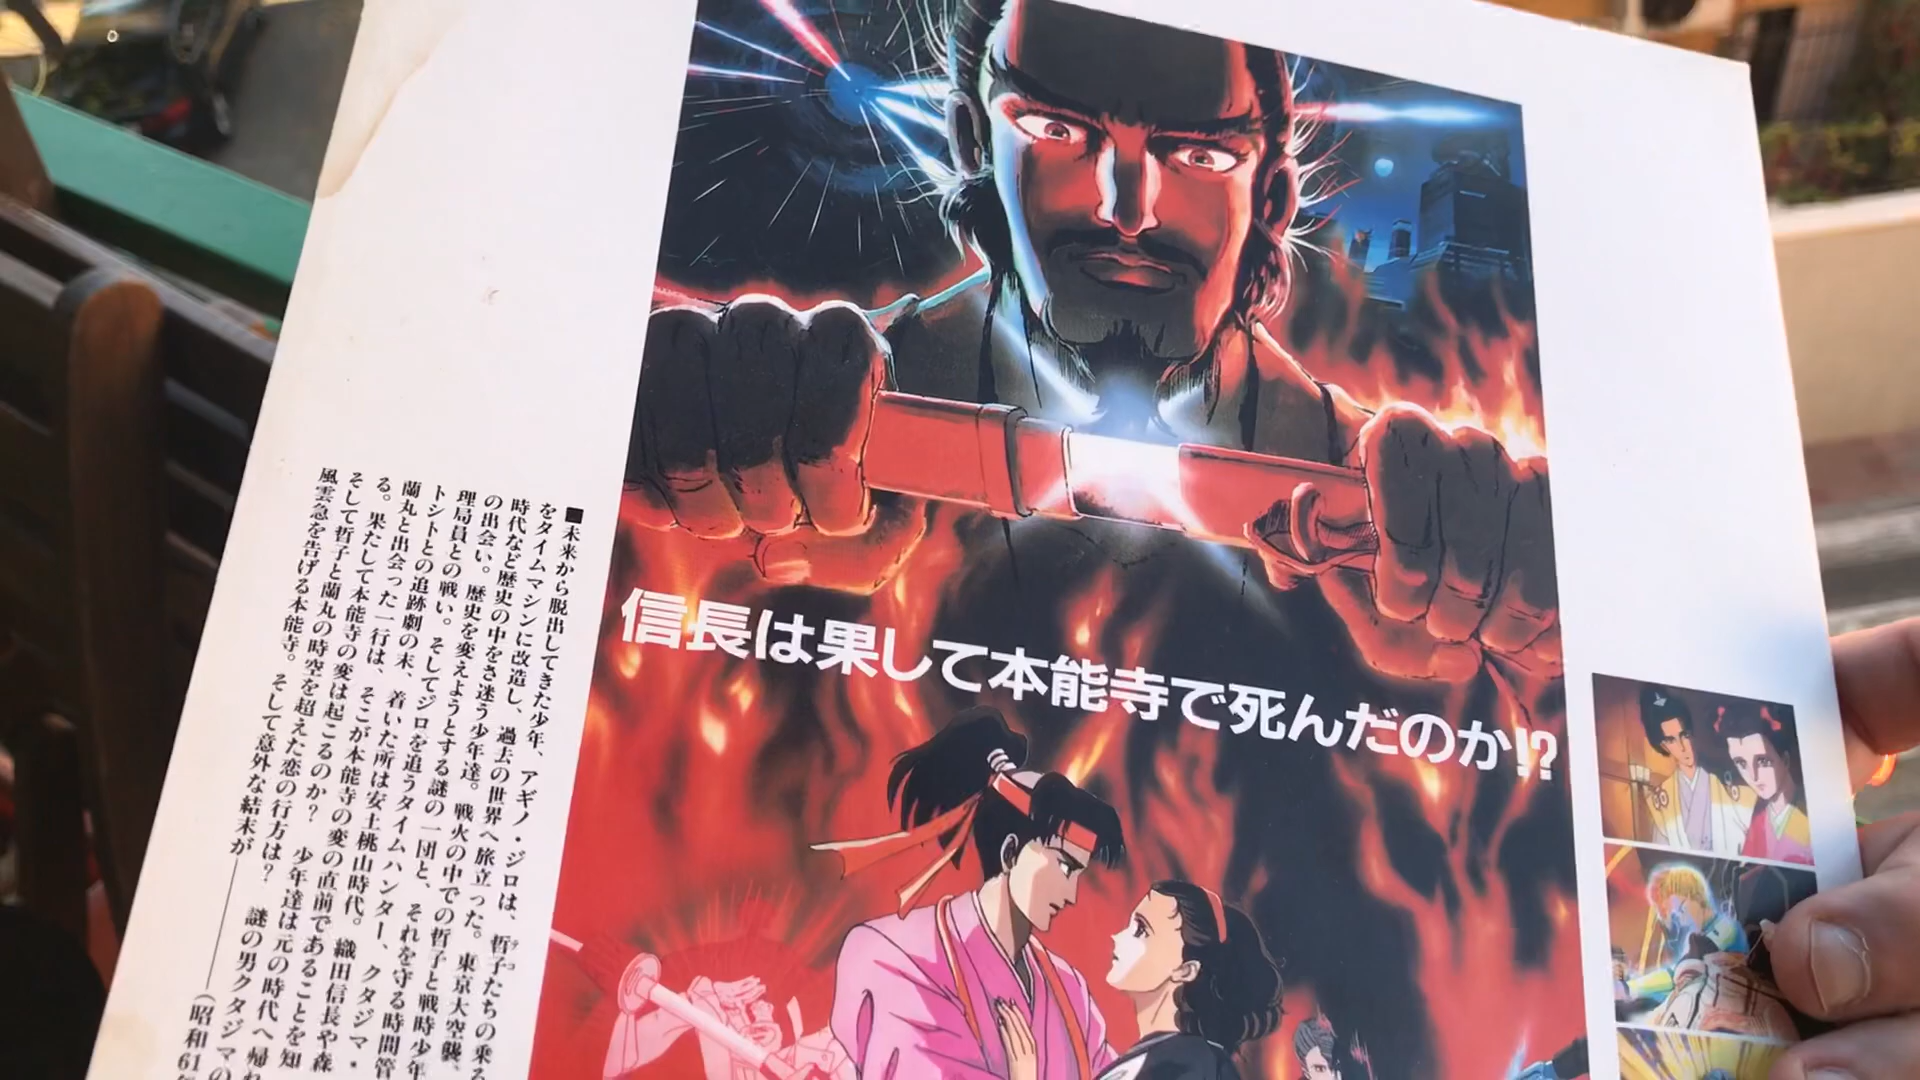 信長は果して本能寺で死んだのか!?
■未来から脱出してきた少年、アギノ・ジロは、哲子たちの乗る
をタイムマシンに改造し、過去の世界へ旅立った。東京大空襲、
時代など歴史の中をさ迷う少年達。戦火の中での哲子と戦時少年
の出会い。歴史を変えようとする謎の一団と、それを守る時間管
理局員との戦い。そしてジロを追うタイムハンター、クタジマ・
トシトとの追跡劇の末、着いた所は安土桃山時代。織田信長や森
蘭丸と出会った一行は、そこが本能寺の変の直前であることを知
る。果たして本能寺の変は起こるのか? 少年達は元の時代へ帰れ
そして哲子と蘭丸の時空を超えた恋の行方は? 謎の男クタジマの
風雲急を告げる本能寺。そして意外な結末が――(昭和61年